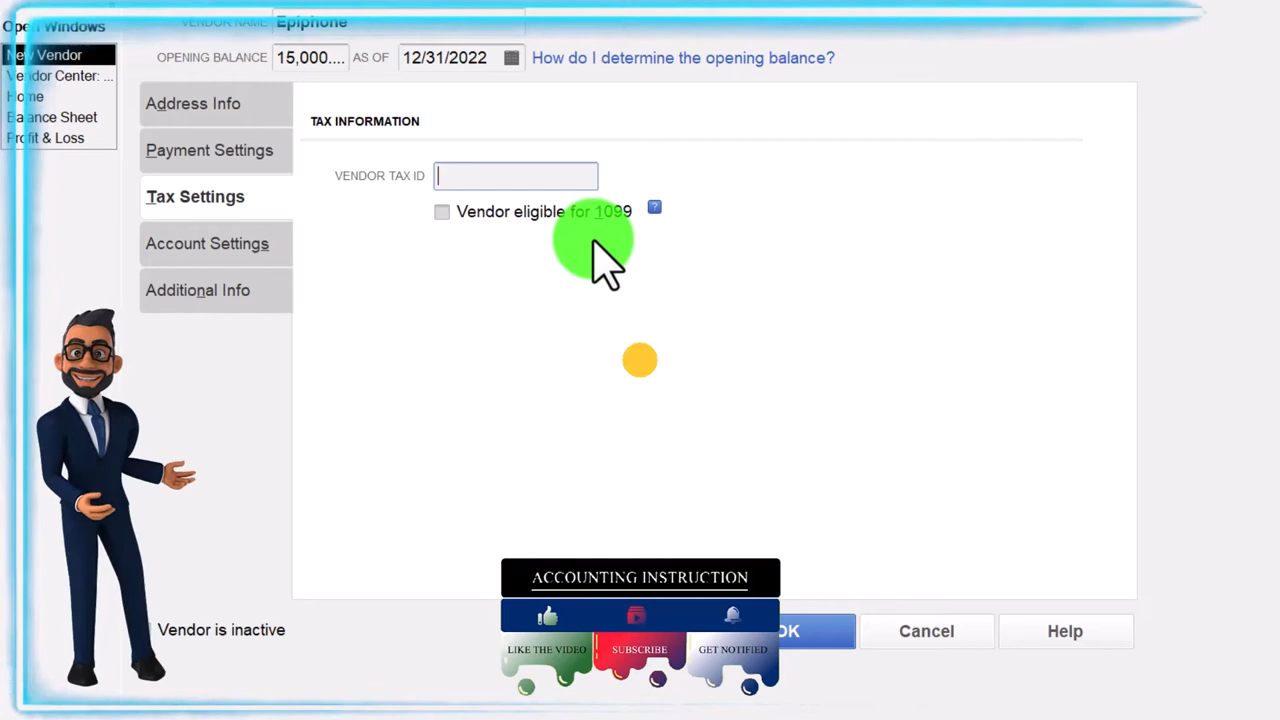 VENDOR NAME Epiphone
Open Windows
OPENING BALANCE 15,000.... AS OF 12/31/2022 How do I determine the opening balance?
New Vendor
Vendor Center: ...
Home
Balance Sheet
Profit & Loss
Address Info
Payment Settings
Tax Settings
Account Settings
Additional Info
TAX INFORMATION
VENDOR TAX ID
Vendor eligible for 1099 ?
Vendor is inactive
OK
Cancel
Help
ACCOUNTING INSTRUCTION
LIKE THE VIDEO
SUBSCRIBE
GET NOTIFIED